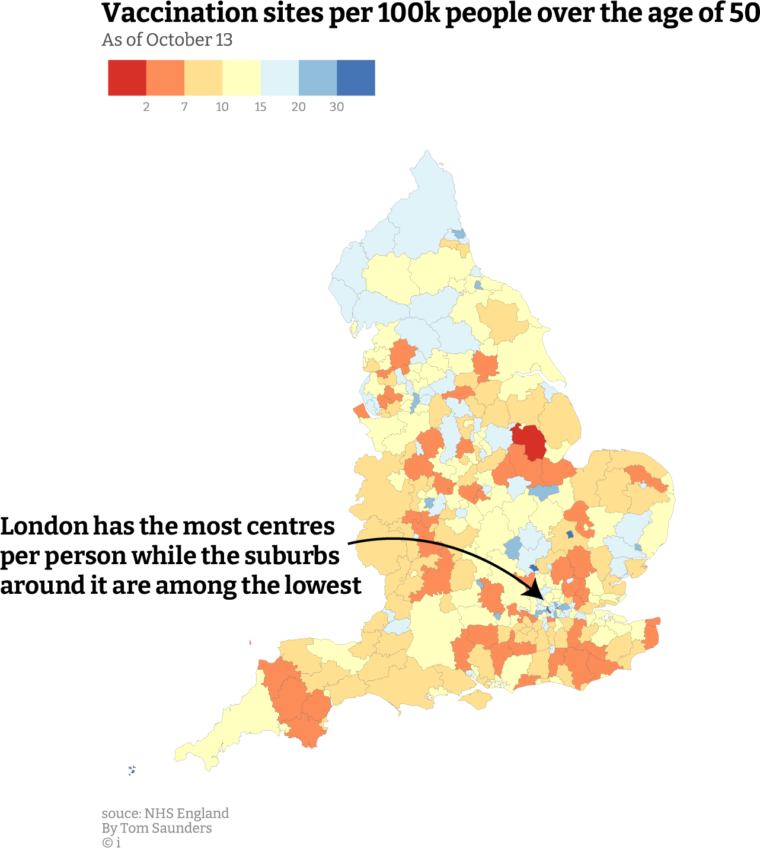 Vaccination sites per 100k people over the age of 50
As of October 13
2 7 10 15 20 30
London has the most centres
per person while the suburbs
around it are among the lowest
souce: NHS England
By Tom Saunders
© i